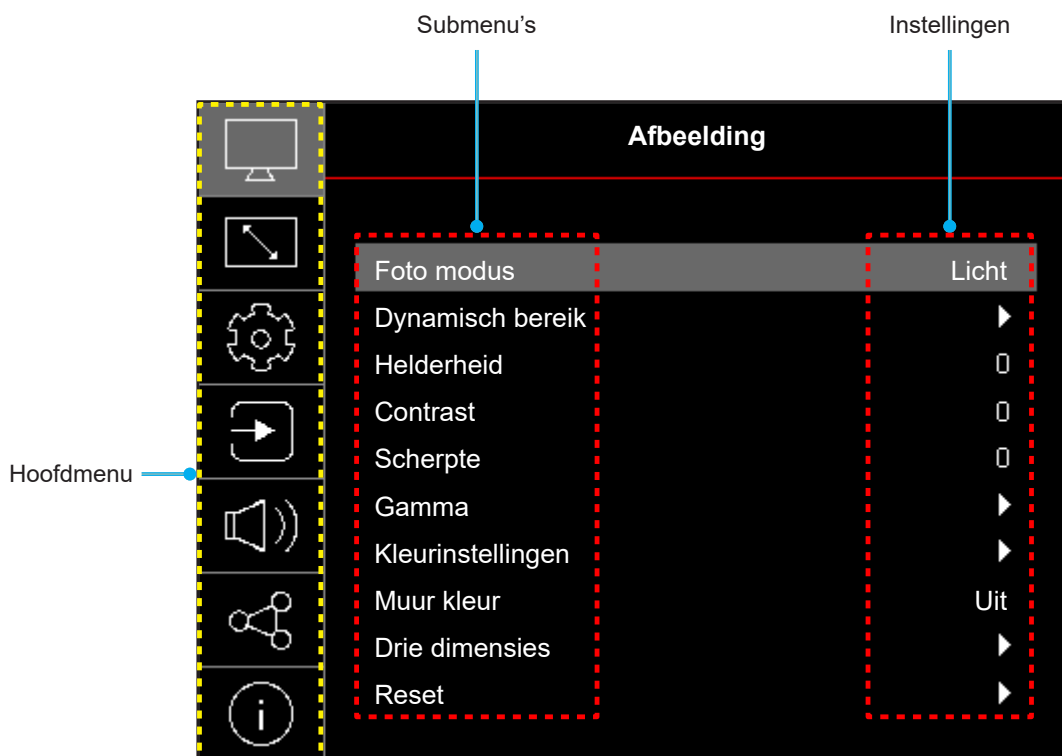 Submenu’s Instellingen
Afbeelding
Foto modus Licht
Dynamisch bereik
Helderheid 0
Contrast 0
Scherpte 0
Hoofdmenu
Gamma
Kleurinstellingen
Muur kleur Uit
Drie dimensies
Reset
i